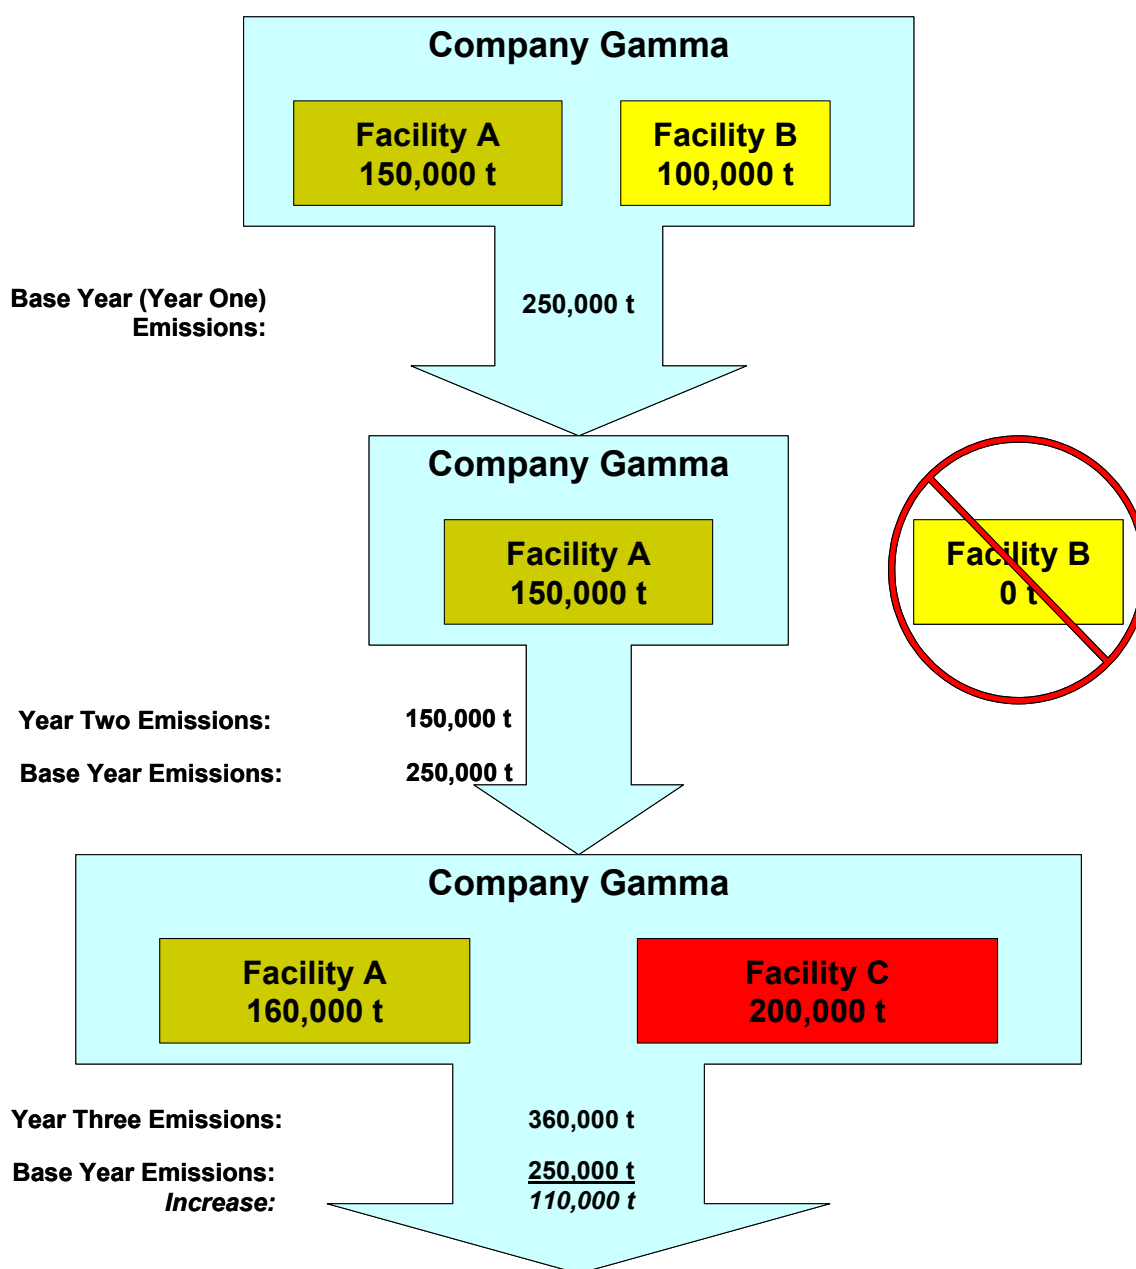 Company Gamma
Facility A
150,000 t
Facility B
100,000 t
Base Year (Year One)
Emissions:
250,000 t
Company Gamma
Facility A
150,000 t
Facility B
0 t
Year Two Emissions:
150,000 t
Base Year Emissions:
250,000 t
Company Gamma
Facility A
160,000 t
Facility C
200,000 t
Year Three Emissions:
360,000 t
Base Year Emissions:
250,000 t
Increase:
110,000 t